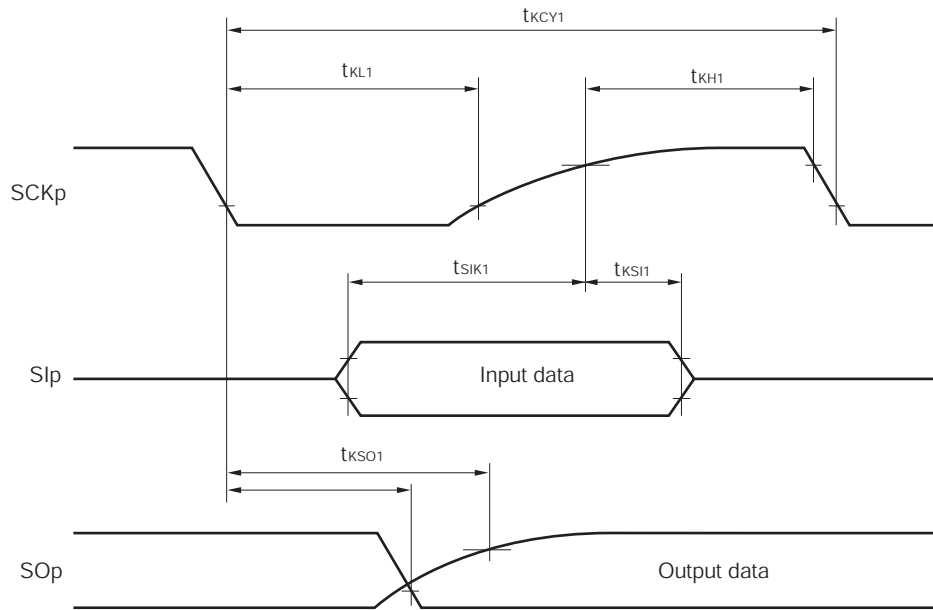 tKCY1
tKL1
tKH1
SCKp
tSIK1
tKSI1
SIp
Input data
tKSO1
SOp
Output data